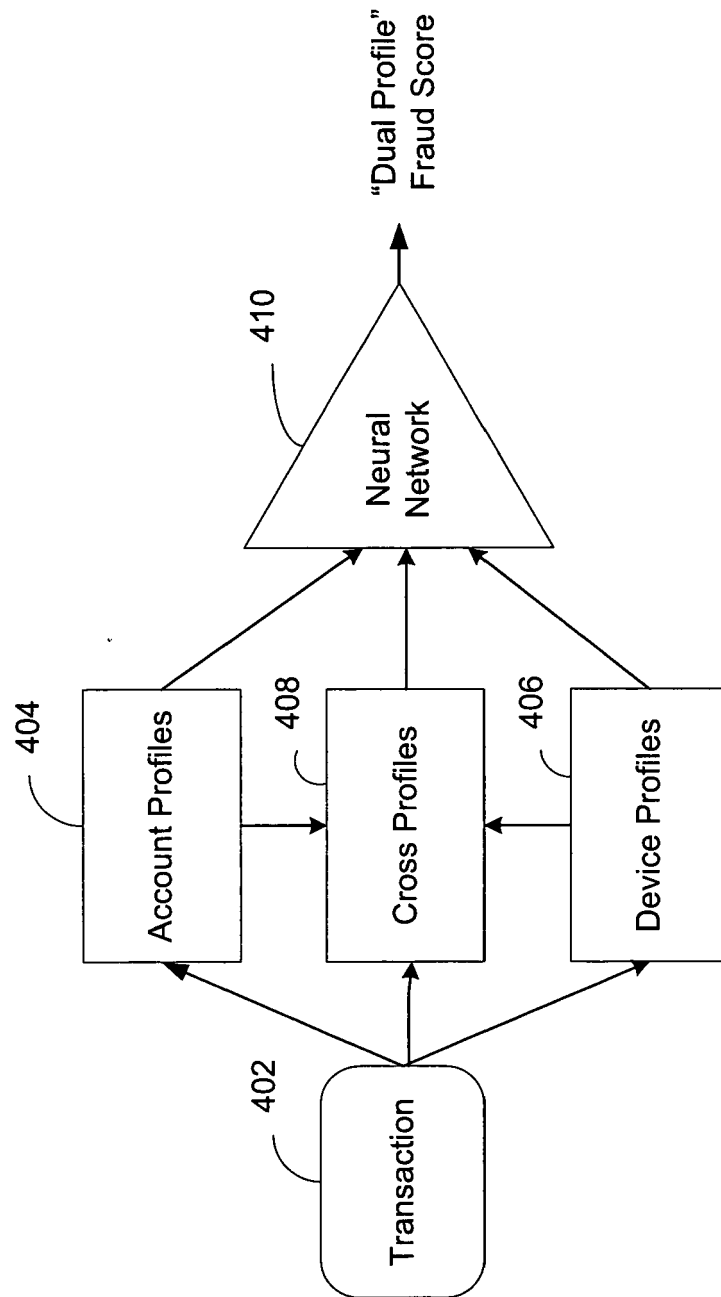 402
Transaction
404
Account Profiles
408
Cross Profiles
406
Device Profiles
410
Neural
Network
“Dual Profile”
Fraud Score